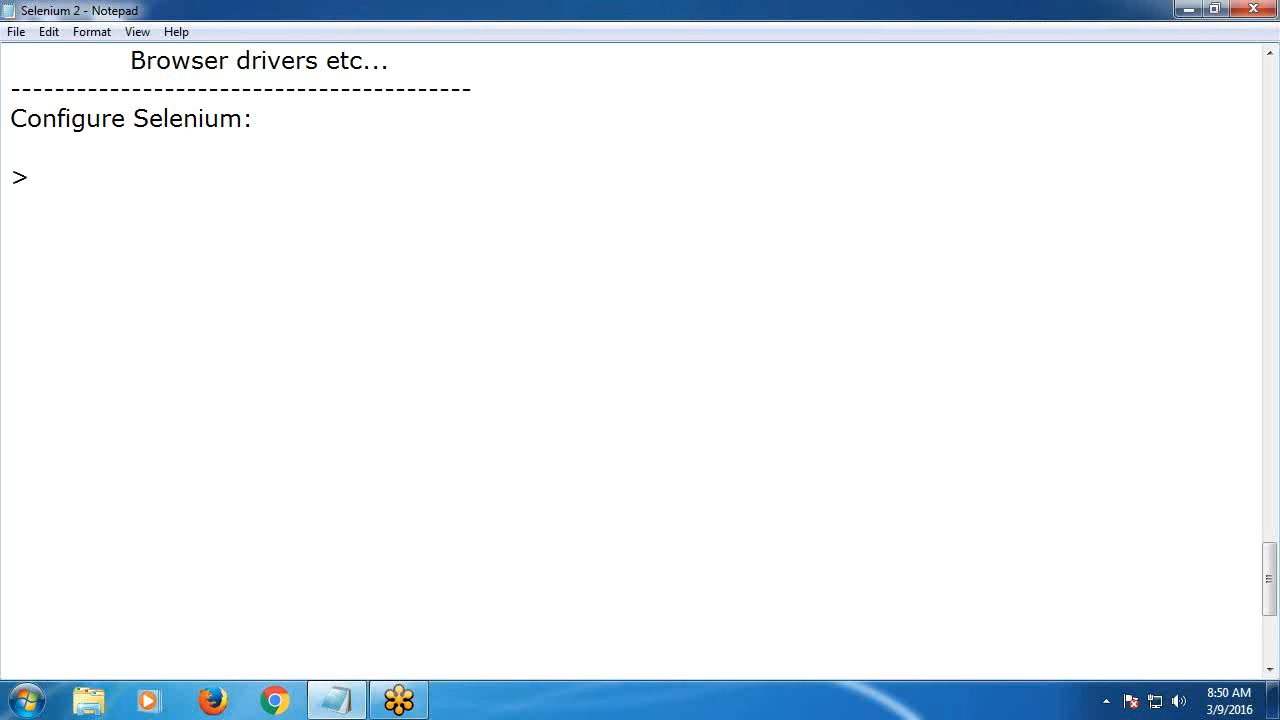 Selenium 2 - Notepad
File Edit Format View Help
Browser drivers etc...
------------------------------------------
Configure Selenium:
>
8:50 AM
3/9/2016